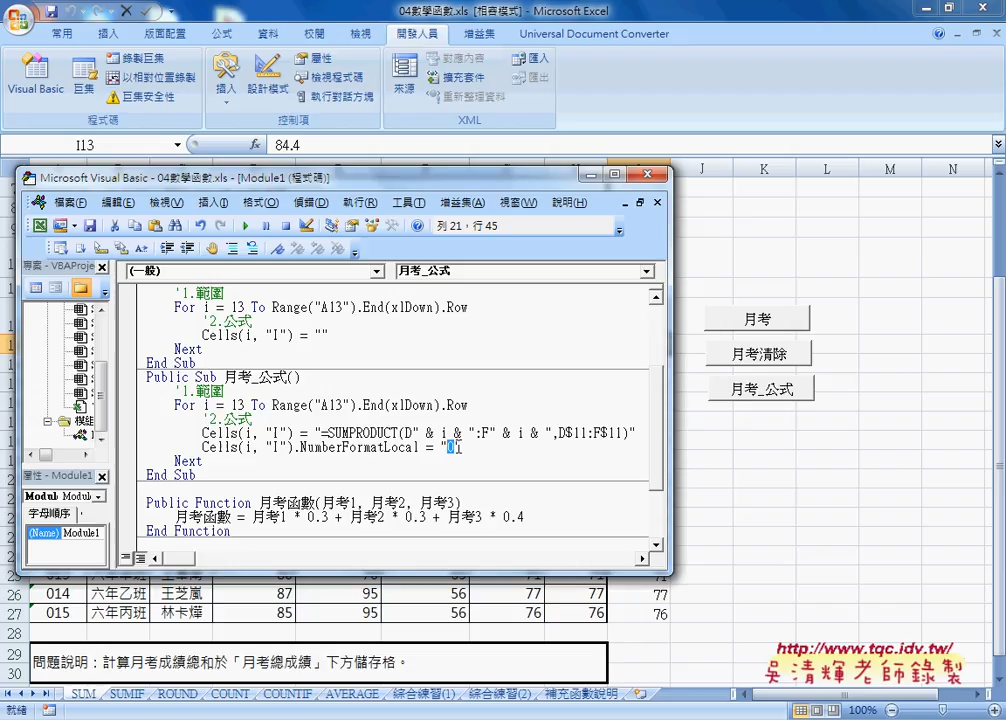 04數學函數.xls [相容模式] - Microsoft Excel
常用 插入 版面配置 公式 資料 校閱 檢視 開發人員 增益集 Universal Document Converter
Visual Basic 巨集 錄製巨集 以相對位置錄製 巨集安全性 程式碼
插入 設計模式 屬性 檢視程式碼 執行對話方塊 控制項
來源 對應內容 擴充套件 重新整理資料 匯入 匯出 XML
I13 fx 84.4
J K L M N
Microsoft Visual Basic - 04數學函數.xls - [Module1 (程式碼)]
檔案(F) 編輯(E) 檢視(V) 插入(I) 格式(O) 偵錯(D) 執行(R) 工具(T) 增益集(A) 視窗(W) 說明(H)
列 21, 行 45
專案 - VBAProje
(一般) 月考_公式
'1.範圍
For i = 13 To Range("A13").End(xlDown).Row
'2.公式
Cells(i, "I") = ""
Next
End Sub
Public Sub 月考_公式()
'1.範圍
For i = 13 To Range("A13").End(xlDown).Row
'2.公式
Cells(i, "I") = "=SUMPRODUCT(D" & i & ":F" & i & ",D$11:F$11)"
Cells(i, "I").NumberFormatLocal = "0"
Next
End Sub
Public Function 月考函數(月考1, 月考2, 月考3)
月考函數 = 月考1 * 0.3 + 月考2 * 0.3 + 月考3 * 0.4
End Function
屬性 - Module1
Modul Modul
字母順序
(Name) Module1
月考
月考清除
月考_公式
26 014 六年乙班 王芝嵐 87 95 56 77 77 77
27 015 六年丙班 林卡燁 85 95 56 76 76 76
28
29
30
問題說明：計算月考成績總和於「月考總成績」下方儲存格。
http://www.tqc.idv.tw/
吳清輝老師錄製
SUM SUMIF ROUND COUNT COUNTIF AVERAGE 綜合練習(1) 綜合練習(2) 補充函數說明
就緒 100%